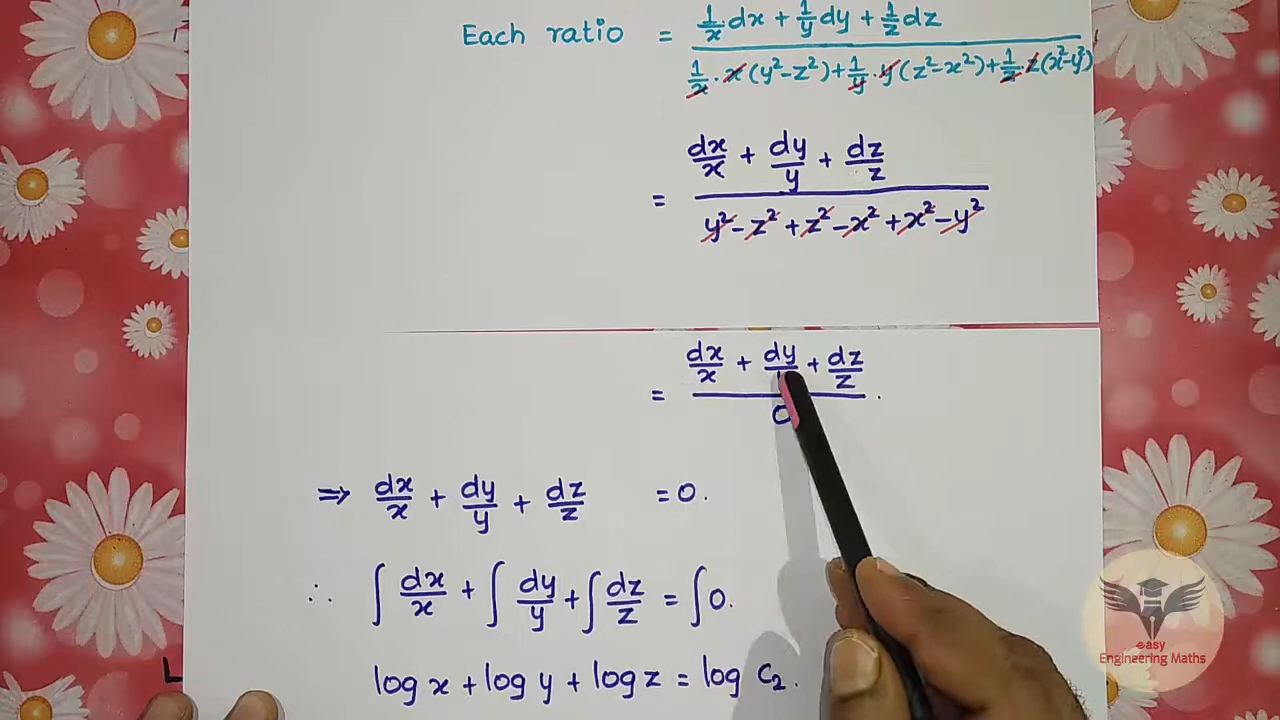 Each ratio = (1/x dx + 1/y dy + 1/z dz) / (1/x · x(y²-z²) + 1/y · y(z²-x²) + 1/z · z(x²-y²))
= (dx/x + dy/y + dz/z) / (y² - z² + z² - x² + x² - y²)
= (dx/x + dy/ + dz/z) / 0 .
⇒ dx/x + dy/y + dz/z = 0.
∴ ∫ dx/x + ∫ dy/y + ∫ dz/z = ∫ 0.
log x + log y + log z = log c₂.
easy
Engineering Maths